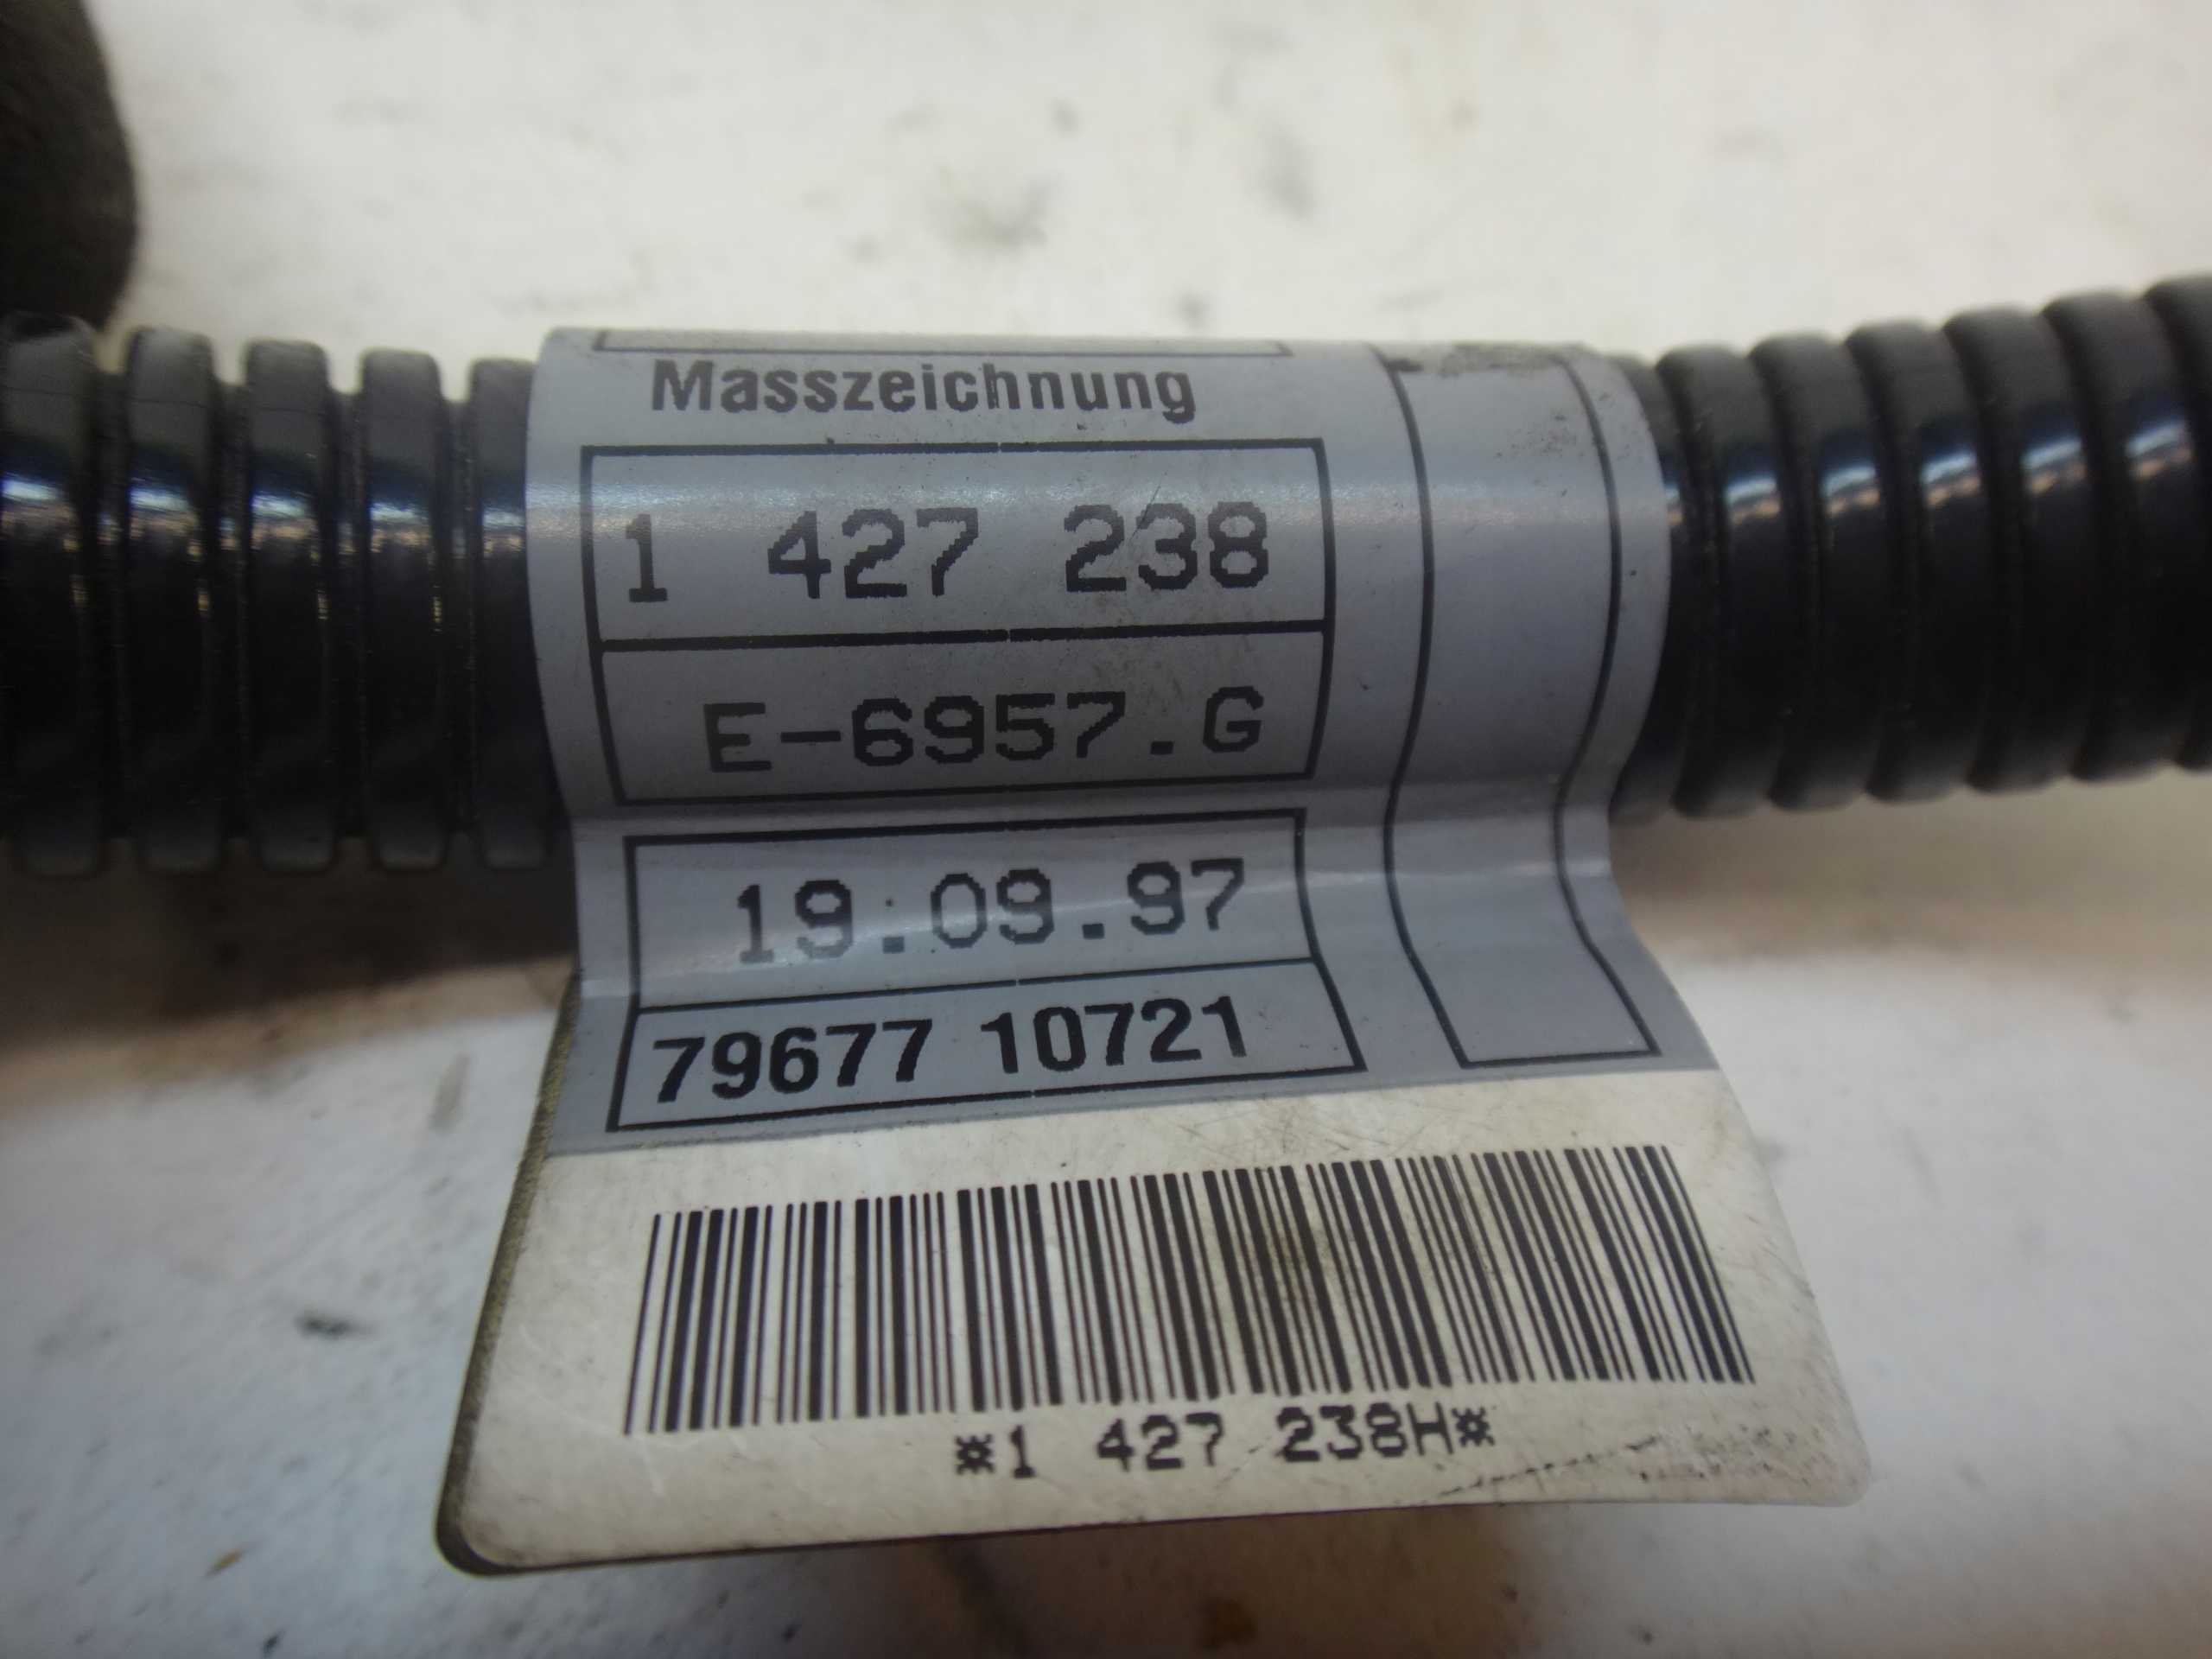 Masszeichnung
1 427 238
E-6957.G
19.09.97
79677 10721
*1 427 238H*